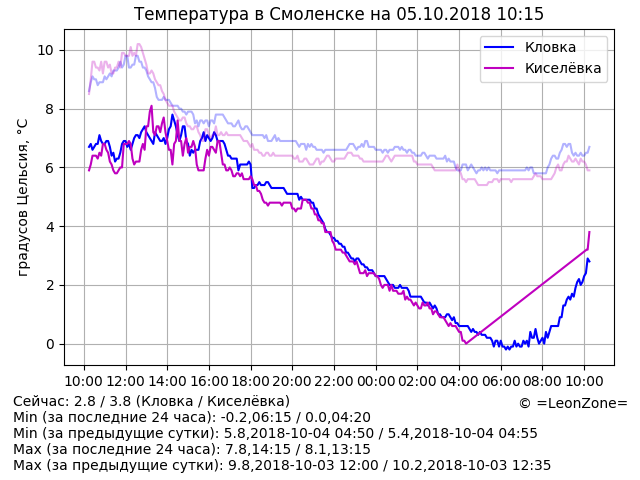 Температура в Смоленске на 05.10.2018 10:15
10
8
6
4
2
0
градусов Цельсия, °C
Кловка
Киселёвка
10:00 12:00 14:00 16:00 18:00 20:00 22:00 00:00 02:00 04:00 06:00 08:00 10:00
Сейчас: 2.8 / 3.8 (Кловка / Киселёвка)
© =LeonZone=
Min (за последние 24 часа): -0.2,06:15 / 0.0,04:20
Min (за предыдущие сутки): 5.8,2018-10-04 04:50 / 5.4,2018-10-04 04:55
Max (за последние 24 часа): 7.8,14:15 / 8.1,13:15
Max (за предыдущие сутки): 9.8,2018-10-03 12:00 / 10.2,2018-10-03 12:35